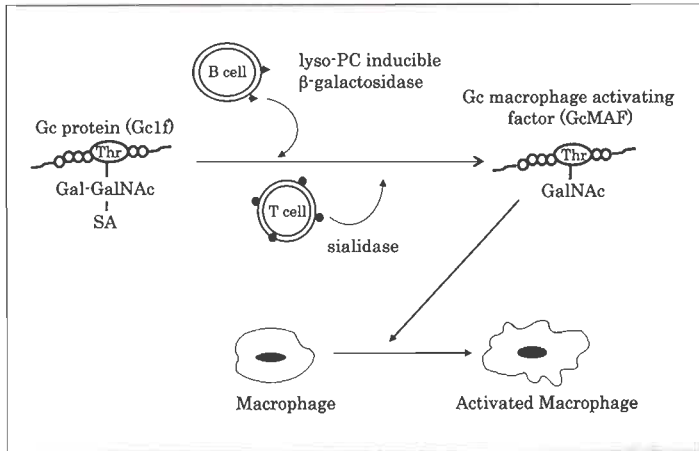 B cell
lyso-PC inducible
β-galactosidase
Gc macrophage activating
factor (GcMAF)
Gc protein (Gc1f)
Thr
Gal-GalNAc
SA
Thr
GalNAc
T cell
sialidase
Macrophage
Activated Macrophage